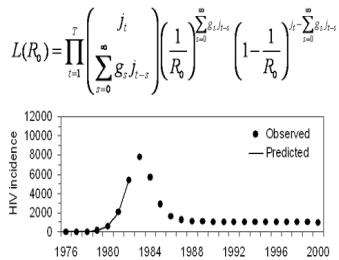 L(R₀) = ∏_{t=1}^{T} ( j_t ; ∑_{s=0}^{∞} g_s j_{t-s} ) (1/R₀)^{∑_{s=0}^{∞} g_s j_{t-s}} (1 − 1/R₀)^{j_t − ∑_{s=0}^{∞} g_s j_{t-s}}
12000
10000
8000
6000
4000
2000
0
HIV incidence
Observed
Predicted
1976 1980 1984 1988 1992 1996 2000